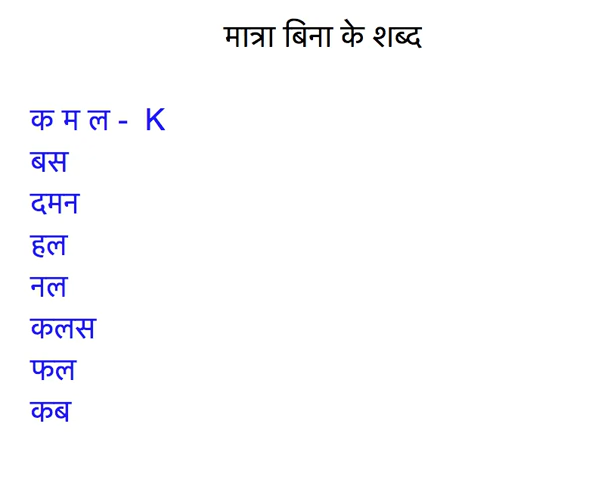 मात्रा बिना के शब्द
क म ल - K
बस
दमन
हल
नल
कलस
फल
कब